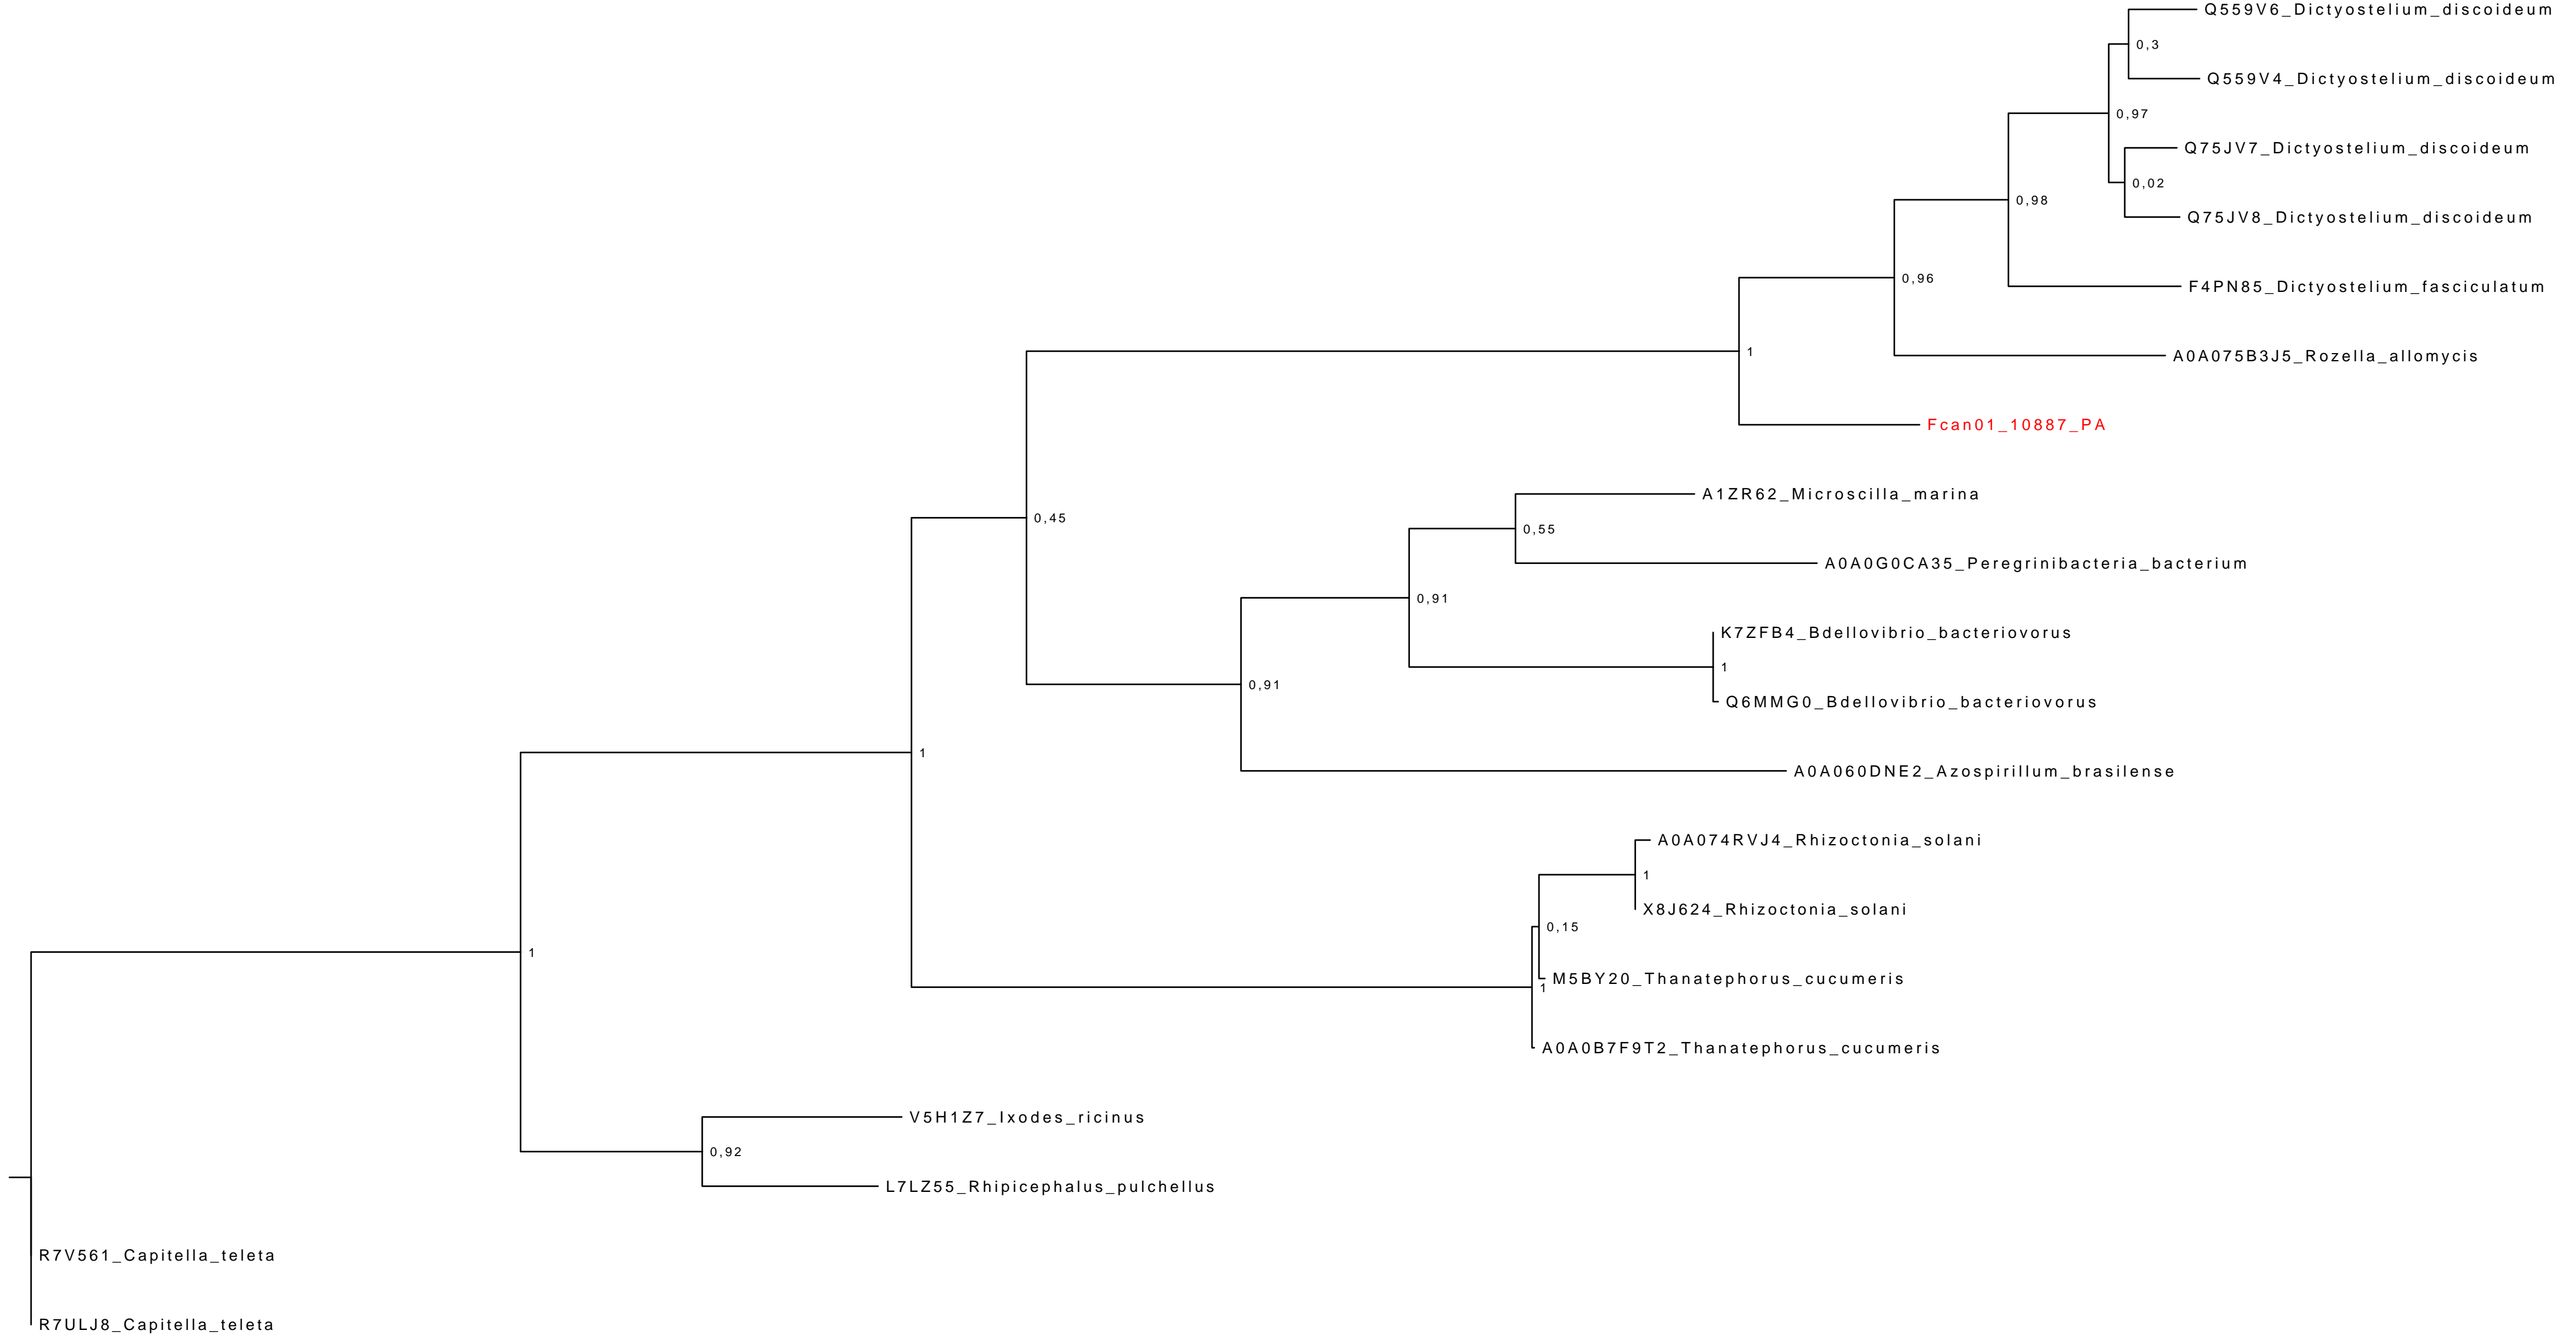 Q559V6_Dictyostelium_discoideum
0,3
Q559V4_Dictyostelium_discoideum
0,97
Q75JV7_Dictyostelium_discoideum
0,02
0,98
Q75JV8_Dictyostelium_discoideum
0,96
F4PN85_Dictyostelium_fasciculatum
1
A0A075B3J5_Rozella_allomycis
Fcan01_10887_PA
A1ZR62_Microscilla_marina
0,45
0,55
A0A0G0CA35_Peregrinibacteria_bacterium
0,91
K7ZFB4_Bdellovibrio_bacteriovorus
1
0,91
Q6MMG0_Bdellovibrio_bacteriovorus
1
A0A060DNE2_Azospirillum_brasilense
A0A074RVJ4_Rhizoctonia_solani
1
X8J624_Rhizoctonia_solani
0,15
1
M5BY20_Thanatephorus_cucumeris
1
A0A0B7F9T2_Thanatephorus_cucumeris
V5H1Z7_Ixodes_ricinus
0,92
L7LZ55_Rhipicephalus_pulchellus
R7V561_Capitella_teleta
R7ULJ8_Capitella_teleta